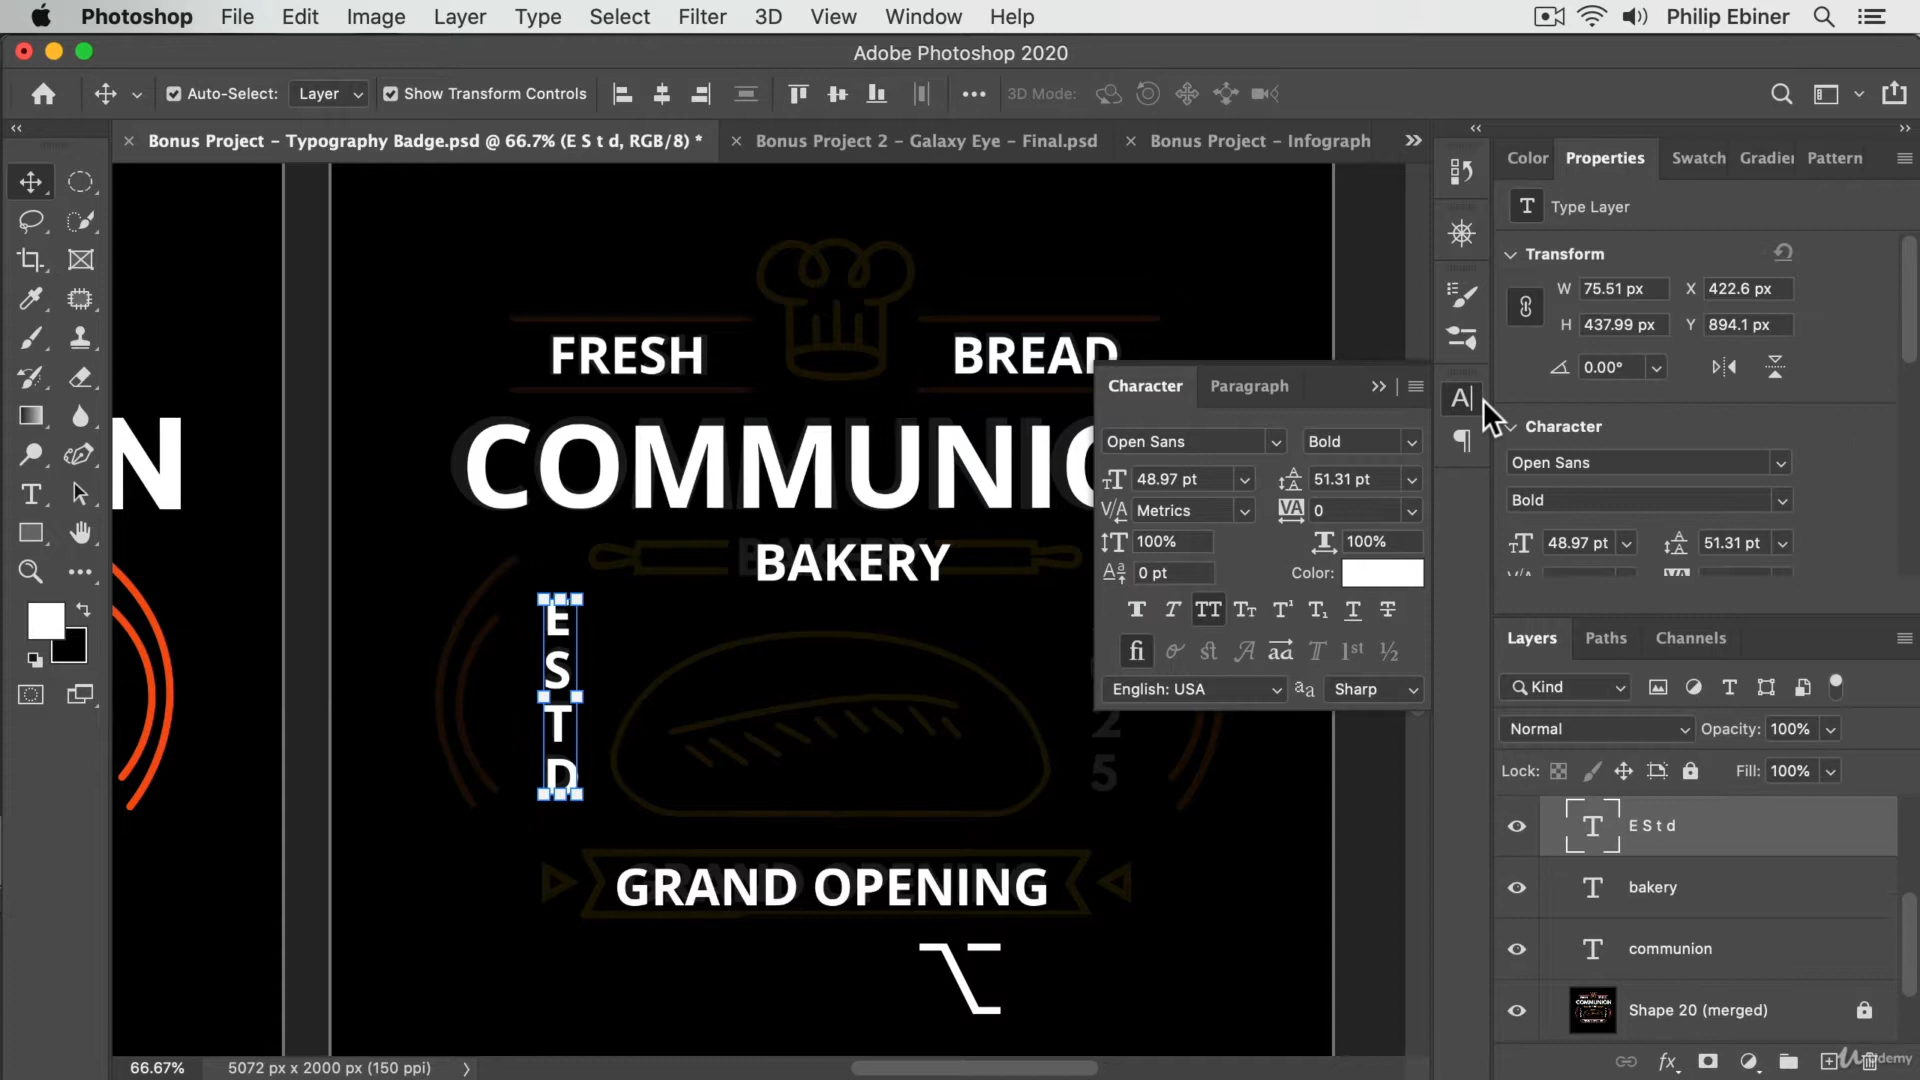 Photoshop File Edit Image Layer Type Select Filter 3D View Window Help Philip Ebiner
Adobe Photoshop 2020
Auto-Select: Layer Show Transform Controls 3D Mode:
Bonus Project – Typography Badge.psd @ 66.7% (E S t d, RGB/8) * Bonus Project 2 – Galaxy Eye – Final.psd Bonus Project – Infograph
Color Properties Swatch Gradier Pattern
T Type Layer
Transform
W 75.51 px X 422.6 px
H 437.99 px Y 894.1 px
0.00°
Character
Open Sans
Bold
48.97 pt 51.31 pt
FRESH BREAD
COMMUNIO
N
BAKERY
E
S
T
D
2
5
GRAND OPENING
Character Paragraph
Open Sans Bold
48.97 pt 51.31 pt
Metrics 0
100% 100%
0 pt Color:
English: USA Sharp
Layers Paths Channels
Kind
Normal Opacity: 100%
Lock: Fill: 100%
E S t d
bakery
communion
Shape 20 (merged)
66.67% 5072 px x 2000 px (150 ppi)
Udemy